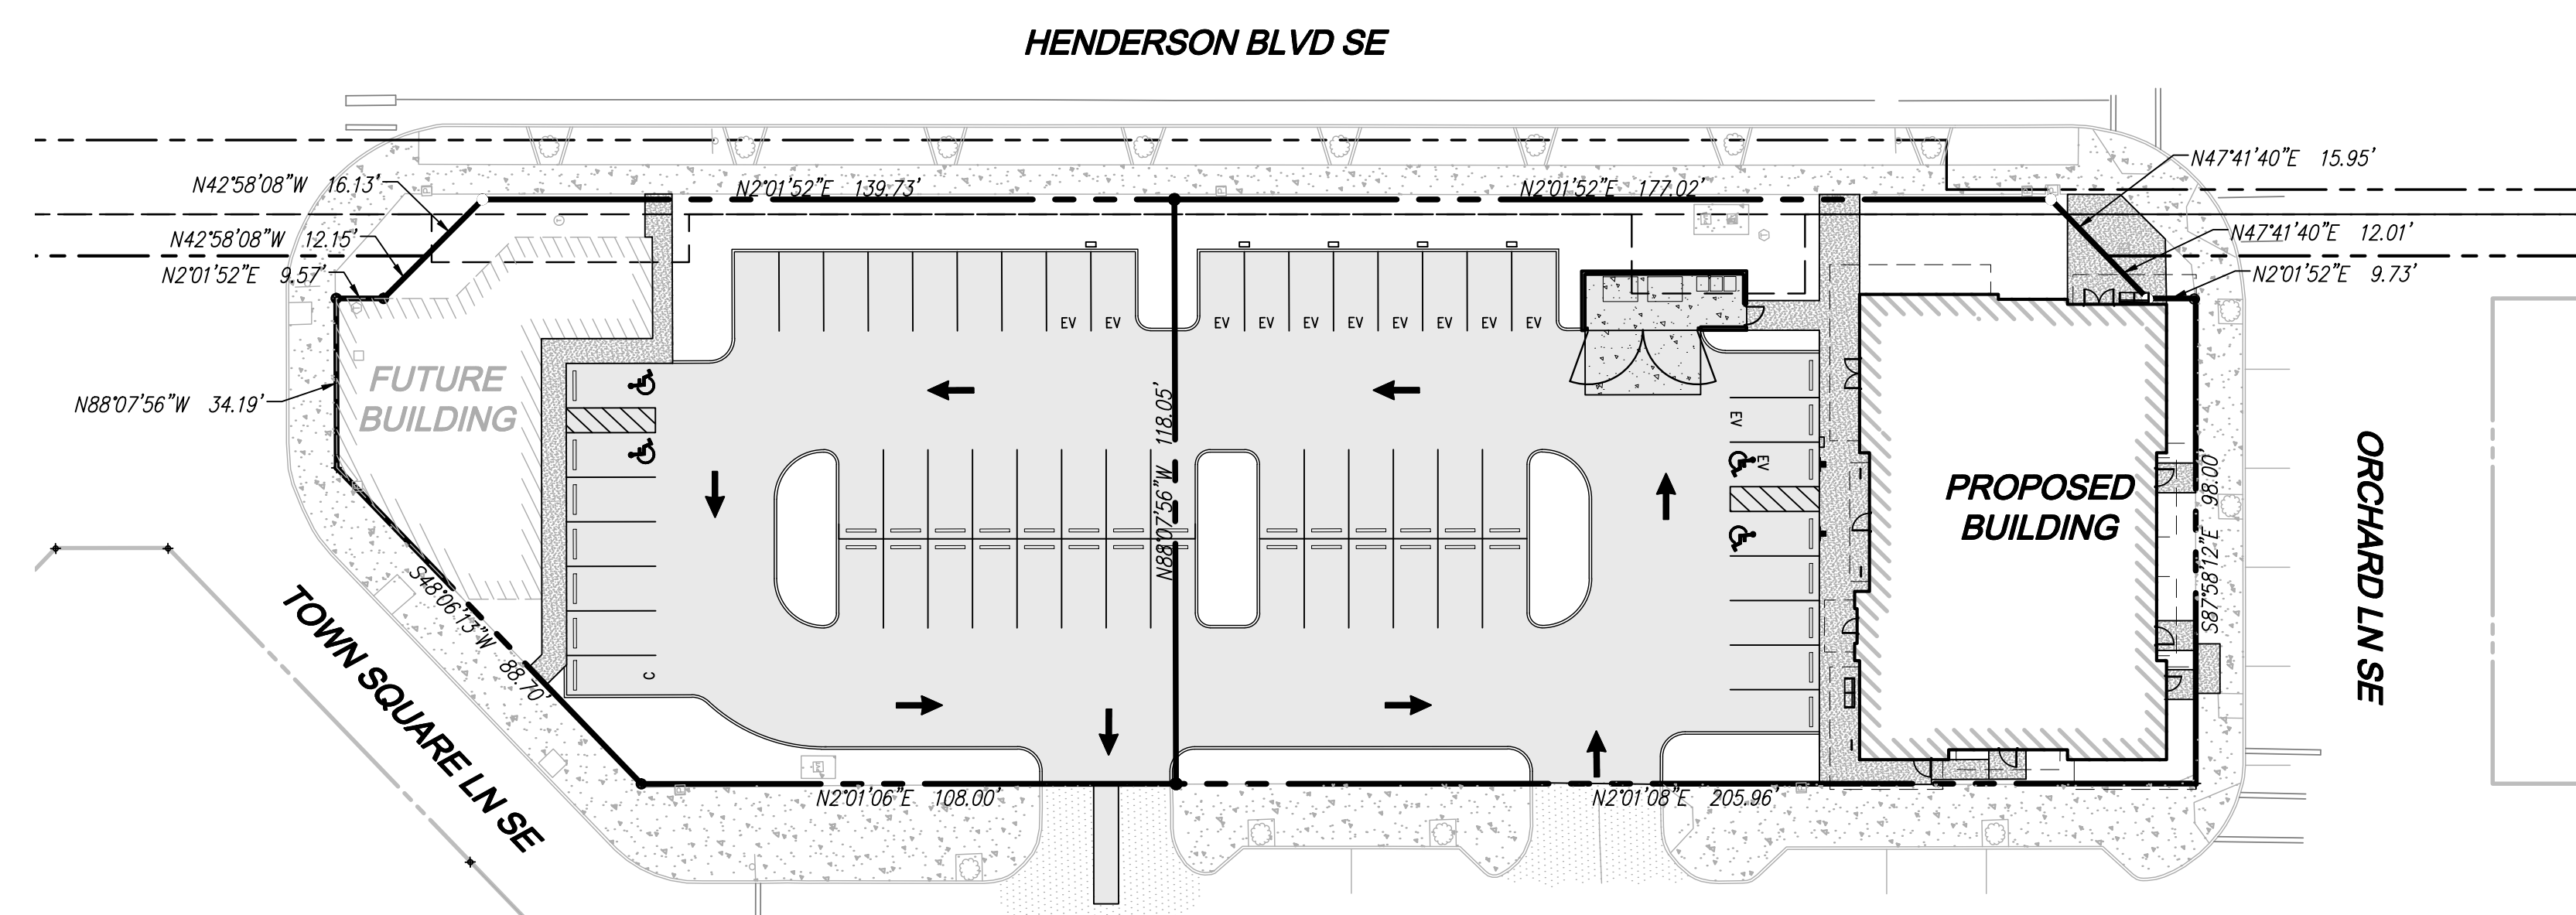 HENDERSON BLVD SE
N42°58'08"W 16.13'
N2°01'52"E 139.73'
N2°01'52"E 177.02'
N47°41'40"E 15.95'
N42°58'08"W 12.15'
N47°41'40"E 12.01'
N2°01'52"E 9.57'
N2°01'52"E 9.73'
EV
EV
EV
EV
EV
EV
EV
EV
EV
EV
FUTURE
BUILDING
N88°07'56"W 34.19'
N88°07'56"W 118.05'
EV
EV
PROPOSED
BUILDING
S87°58'12"E 98.00'
ORCHARD LN SE
S48°06'13"W 88.70'
TOWN SQUARE LN SE
C
N2°01'06"E 108.00'
N2°01'08"E 205.96'